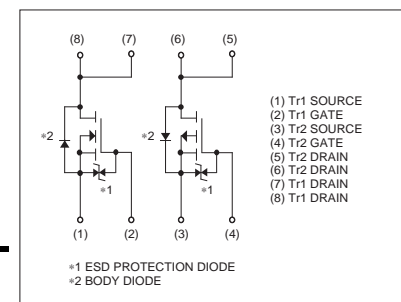 (8) (7) (6) (5)
(1) Tr1 SOURCE
(2) Tr1 GATE
(3) Tr2 SOURCE
(4) Tr2 GATE
(5) Tr2 DRAIN
(6) Tr2 DRAIN
(7) Tr1 DRAIN
(8) Tr1 DRAIN
∗2 ∗2
∗1 ∗1
(1) (2) (3) (4)
∗1 ESD PROTECTION DIODE
∗2 BODY DIODE